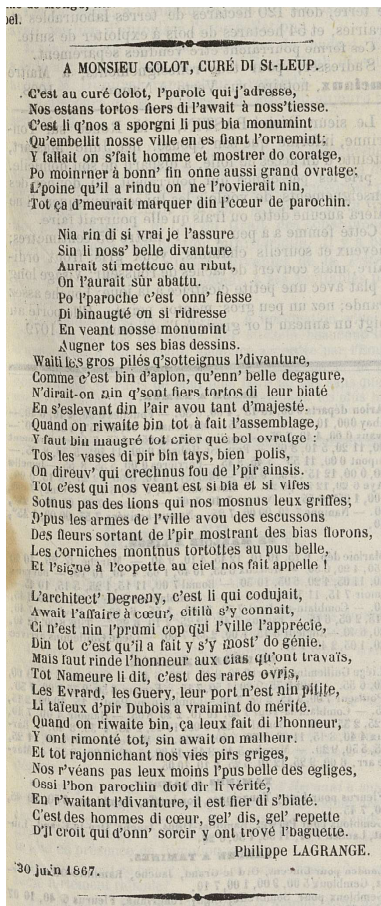 pel.
A MONSIEU COLOT, CURÉ DI SI-LEUP.
C'est au curé Colot, l'parole qui j'adresse,
Nos estans tortos fiers di l'await à noss'tiesse.
C'est li q'nos a sporgni li pus bia monumint
Qu'embellit nosse ville en es fiant l'ornemint;
Y fallait on s'fait homme et mostrer do coratge,
Po moinrner à bonn' fin onne aussi grand ovratge;
L'poine qu'il a rindu on ne l'rovierait nin,
Tot ça d'meurait marquer din l'cœur de parochin.
Nia rin di si vrai je l'assure
Sin li noss' belle divanture
Aurait sti metteuc au ribut,
On l'aurait sûr abattu.
Po l'paroche c'est onn' fiesse
Di binaugté on si ridresse
En veant nosse monumint
Augner tos ses bias dessins.
Waiti les gros pilés q'sotteignus l'divanture,
Comme c'est bin d'aplon, qu'enn' belle degagure,
N'dirait-on nin q'sont fiers tortos di leur biaté
En s'eslevant din l'air avou tant d'majesté.
Quand on riwaite bin tot à fait l'assemblage,
Y faut bin maugré tot crier què bel ovratge :
Tos les vases di pir bin tays, bien polis,
On direuv' qui crechnus fou de l'pir ainsis.
Tot c'est qui nos veant est si bia et si vifes
Sotnus pas des lions qui nos mosnus leux griffes;
D'pus les armes de l'ville avou des escussons
Des fleurs sortant de l'pir mostrant des bias florons,
Les corniches montnus tortottes au pus belle,
Et l'signe à l'copette au ciel nos fait appelle !
L'architect' Degreny, c'est li qui codujait,
Await l'affaire à cœur, citilà s'y connait,
Ci n'est nin l'prumi cop qui l'ville l'apprécie,
Din tot c'est qu'il a fait y s'y most' do génie.
Mais faut rinde l'honneur aux cias qu'ont travaïs,
Tot Nameure li dit, c'est des rares ovris,
Les Evrard, les Guery, leur port n'est nin pitite,
Li taïeux d'pir Dubois a vraimint do mérite.
Quand on riwaite bin, ça leux fait di l'honneur,
Y ont rimonté tot, sin await on malheur.
Et tot rajonnichant nos vies pirs griges,
Nos r'véans pas leux moins l'pus belle des egliges,
Ossi l'bon parochin doit dir li vérité,
En r'waitant l'divanture, il est fier di s'biaté.
C'est des hommes di cœur, gel' dis, gel' repette
D'ji croit qui d'onn' sorcir y ont trové l'baguette.
Philippe LAGRANGE.
30 juin 1867.